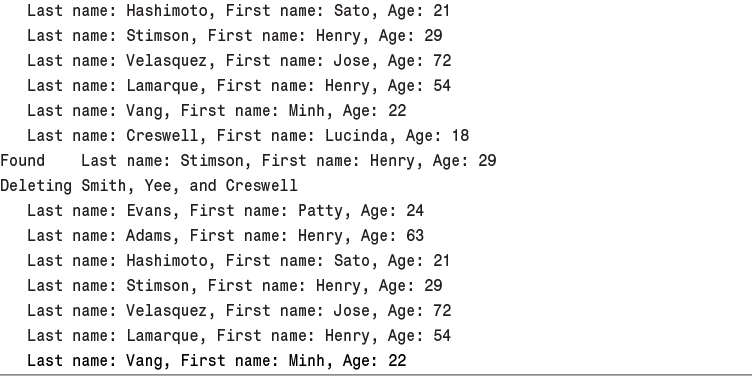 Last name: Hashimoto, First name: Sato, Age: 21
Last name: Stimson, First name: Henry, Age: 29
Last name: Velasquez, First name: Jose, Age: 72
Last name: Lamarque, First name: Henry, Age: 54
Last name: Vang, First name: Minh, Age: 22
Last name: Creswell, First name: Lucinda, Age: 18
Found    Last name: Stimson, First name: Henry, Age: 29
Deleting Smith, Yee, and Creswell
Last name: Evans, First name: Patty, Age: 24
Last name: Adams, First name: Henry, Age: 63
Last name: Hashimoto, First name: Sato, Age: 21
Last name: Stimson, First name: Henry, Age: 29
Last name: Velasquez, First name: Jose, Age: 72
Last name: Lamarque, First name: Henry, Age: 54
Last name: Vang, First name: Minh, Age: 22